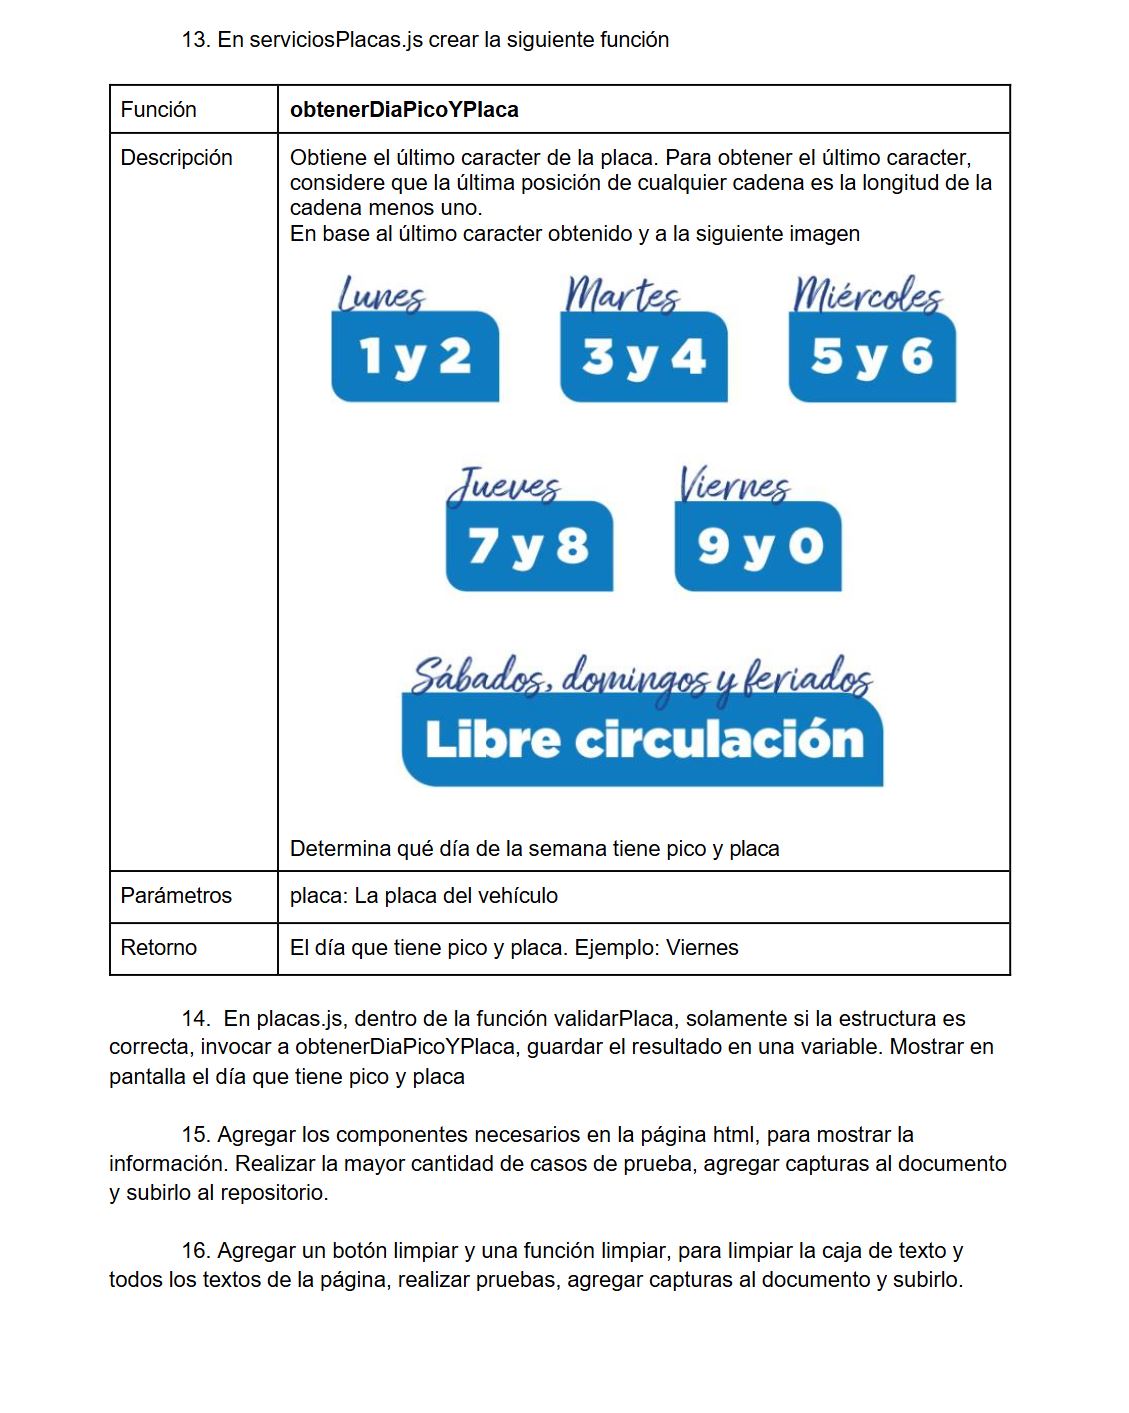 13. En serviciosPlacas.js crear la siguiente función
Función
obtenerDiaPicoYPlaca
Descripción
Obtiene el último caracter de la placa. Para obtener el último caracter,
considere que la última posición de cualquier cadena es la longitud de la
cadena menos uno.
En base al último caracter obtenido y a la siguiente imagen
Lunes
1 y 2
Martes
3 y 4
Miércoles
5 y 6
Jueves
7 y 8
Viernes
9 y 0
Sábados, domingos y feriados
Libre circulación
Determina qué día de la semana tiene pico y placa
Parámetros
placa: La placa del vehículo
Retorno
El día que tiene pico y placa. Ejemplo: Viernes
14. En placas.js, dentro de la función validarPlaca, solamente si la estructura es
correcta, invocar a obtenerDiaPicoYPlaca, guardar el resultado en una variable. Mostrar en
pantalla el día que tiene pico y placa
15. Agregar los componentes necesarios en la página html, para mostrar la
información. Realizar la mayor cantidad de casos de prueba, agregar capturas al documento
y subirlo al repositorio.
16. Agregar un botón limpiar y una función limpiar, para limpiar la caja de texto y
todos los textos de la página, realizar pruebas, agregar capturas al documento y subirlo.